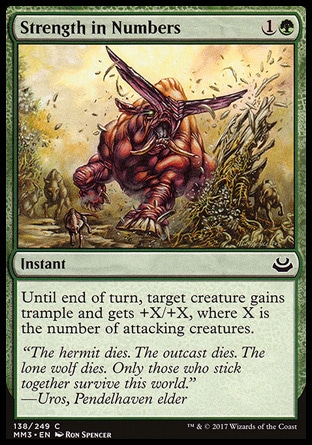 Strength in Numbers 1
Instant
Until end of turn, target creature gains
trample and gets +X/+X, where X is
the number of attacking creatures.
“The hermit dies. The outcast dies. The
lone wolf dies. Only those who stick
together survive this world.”
—Uros, Pendelhaven elder
138/249 C
MM3 • EN Ron Spencer ™ & © 2017 Wizards of the Coast